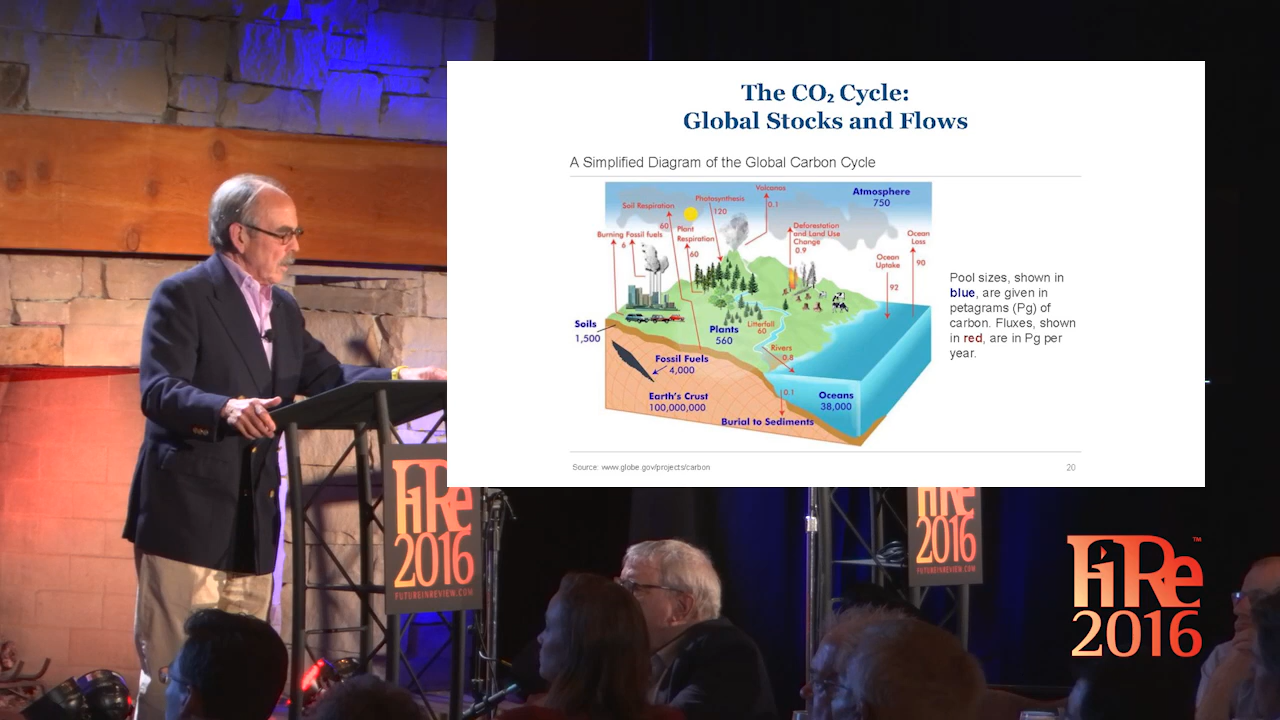 The CO₂ Cycle:
Global Stocks and Flows
A Simplified Diagram of the Global Carbon Cycle
Volcanos
0.1
Atmosphere
750
Photosynthesis
120
Soil Respiration
60
Plant
Respiration
60
Burning Fossil fuels
6
Deforestation
and Land Use
Change
0.9
Ocean
Loss
90
Ocean
Uptake
92
Soils
1,500
Plants
560
Litterfall
60
Rivers
0.8
Fossil Fuels
4,000
Earth's Crust
100,000,000
0.1
Oceans
38,000
Burial to Sediments
Pool sizes, shown in
blue, are given in
petagrams (Pg) of
carbon. Fluxes, shown
in red, are in Pg per
year.
Source: www.globe.gov/projects/carbon
20
FiRe
2016
FUTUREINREVIEW.COM
FiRe
2016
FUTUREINREVIEW.COM
FiRe™
2016